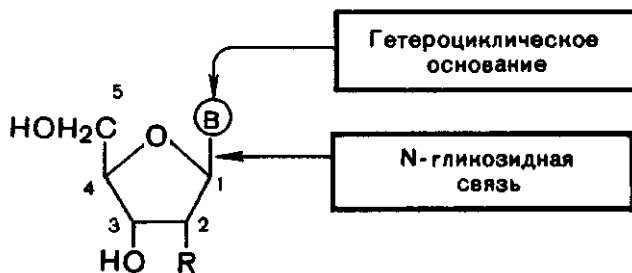 Гетероциклическое
основание
5
B
HOH₂C
O
N-гликозидная
связь
4
1
3
2
HO
R